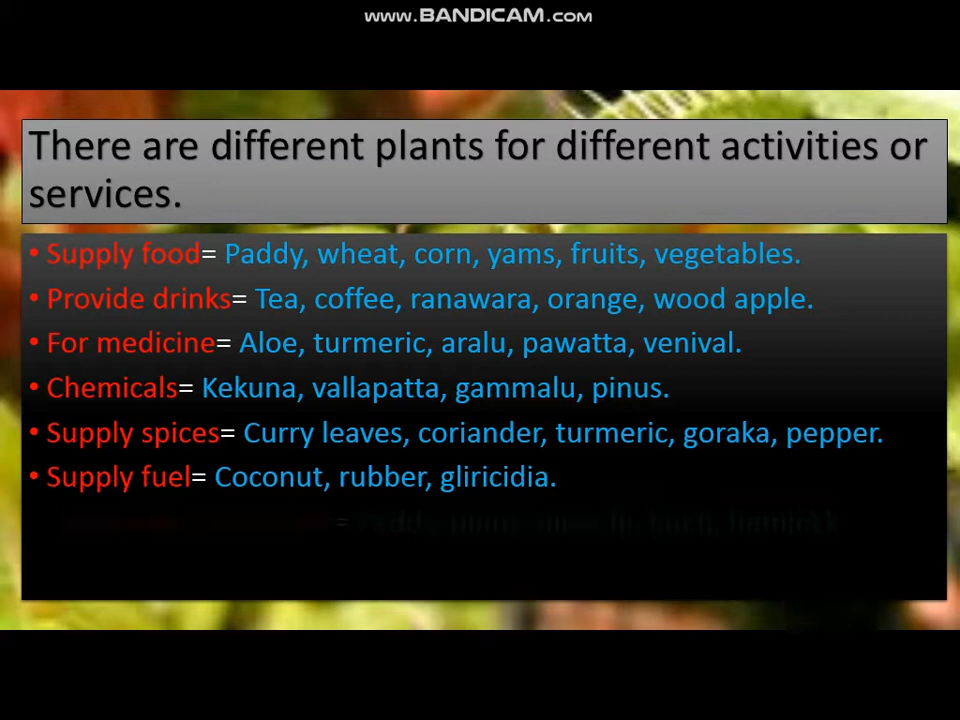 www.BANDICAM.com
There are different plants for different activities or
services.
• Supply food= Paddy, wheat, corn, yams, fruits, vegetables.
• Provide drinks= Tea, coffee, ranawara, orange, wood apple.
• For medicine= Aloe, turmeric, aralu, pawatta, venival.
• Chemicals= Kekuna, vallapatta, gammalu, pinus.
• Supply spices= Curry leaves, coriander, turmeric, goraka, pepper.
• Supply fuel= Coconut, rubber, gliricidia.